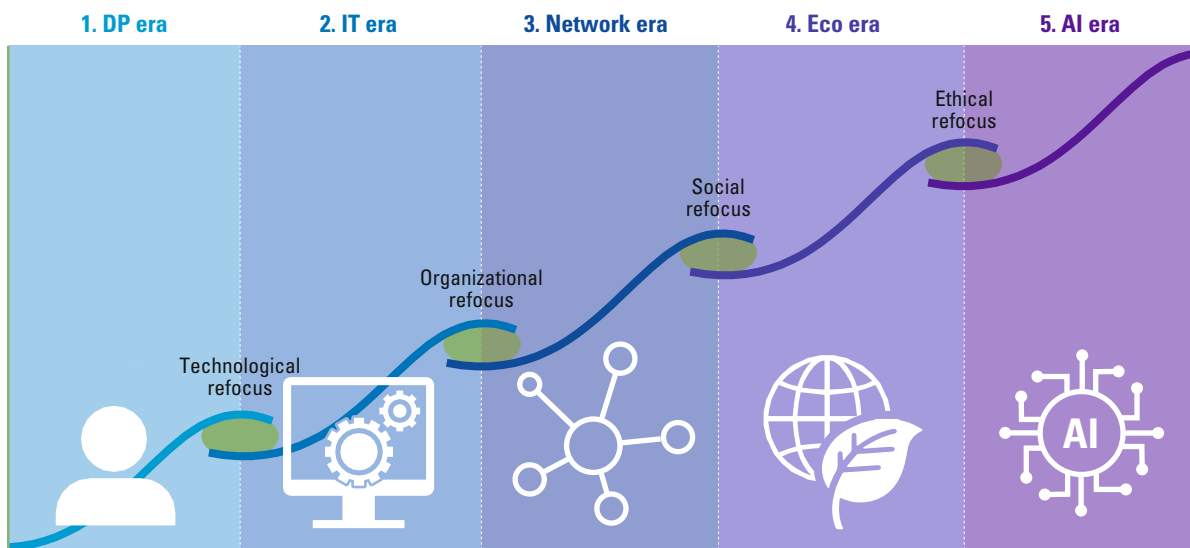 1. DP era
2. IT era
3. Network era
4. Eco era
5. AI era
Technological
refocus
Organizational
refocus
Social
refocus
Ethical
refocus
AI